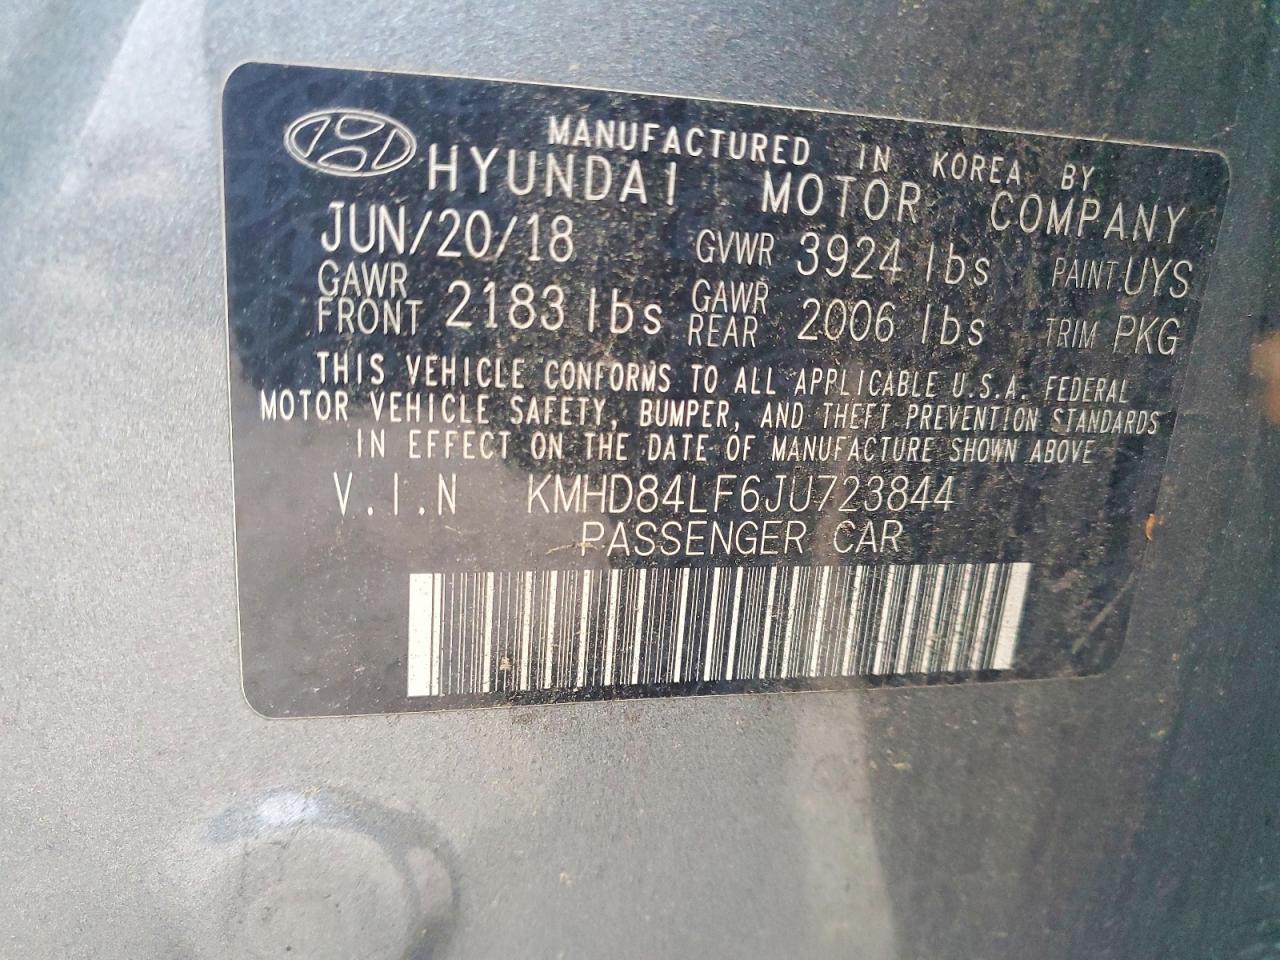 MANUFACTURED IN KOREA BY
HYUNDAI MOTOR COMPANY
JUN/20/18 GVWR 3924 lbs PAINT:UYS
GAWR FRONT 2183 lbs GAWR REAR 2006 lbs TRIM PKG
THIS VEHICLE CONFORMS TO ALL APPLICABLE U.S.A. FEDERAL
MOTOR VEHICLE SAFETY, BUMPER, AND THEFT PREVENTION STANDARDS
IN EFFECT ON THE DATE OF MANUFACTURE SHOWN ABOVE
V.I.N KMHD84LF6JU723844
PASSENGER CAR